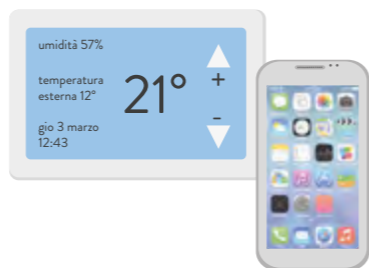 umidità 57%
temperatura
esterna 12°
21°
+
-
gio 3 marzo
12:43